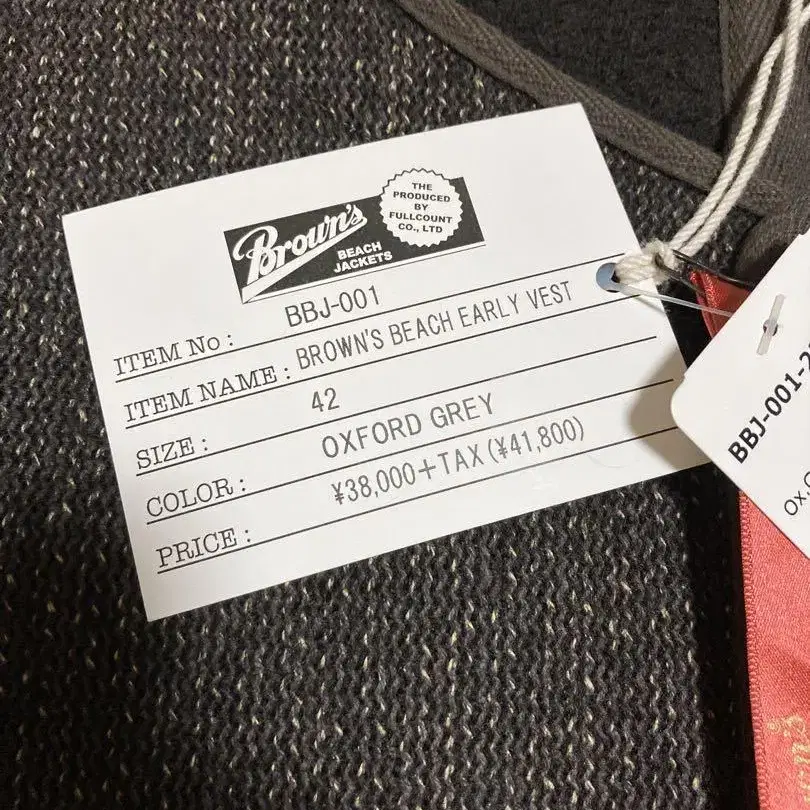 Brown's
BEACH
JACKETS
THE
PRODUCED
BY
FULLCOUNT
CO., LTD
ITEM No : BBJ-001
ITEM NAME : BROWN'S BEACH EARLY VEST
SIZE : 42
COLOR : OXFORD GREY
PRICE : ¥38,000+TAX (¥41,800)
BBJ-001-2